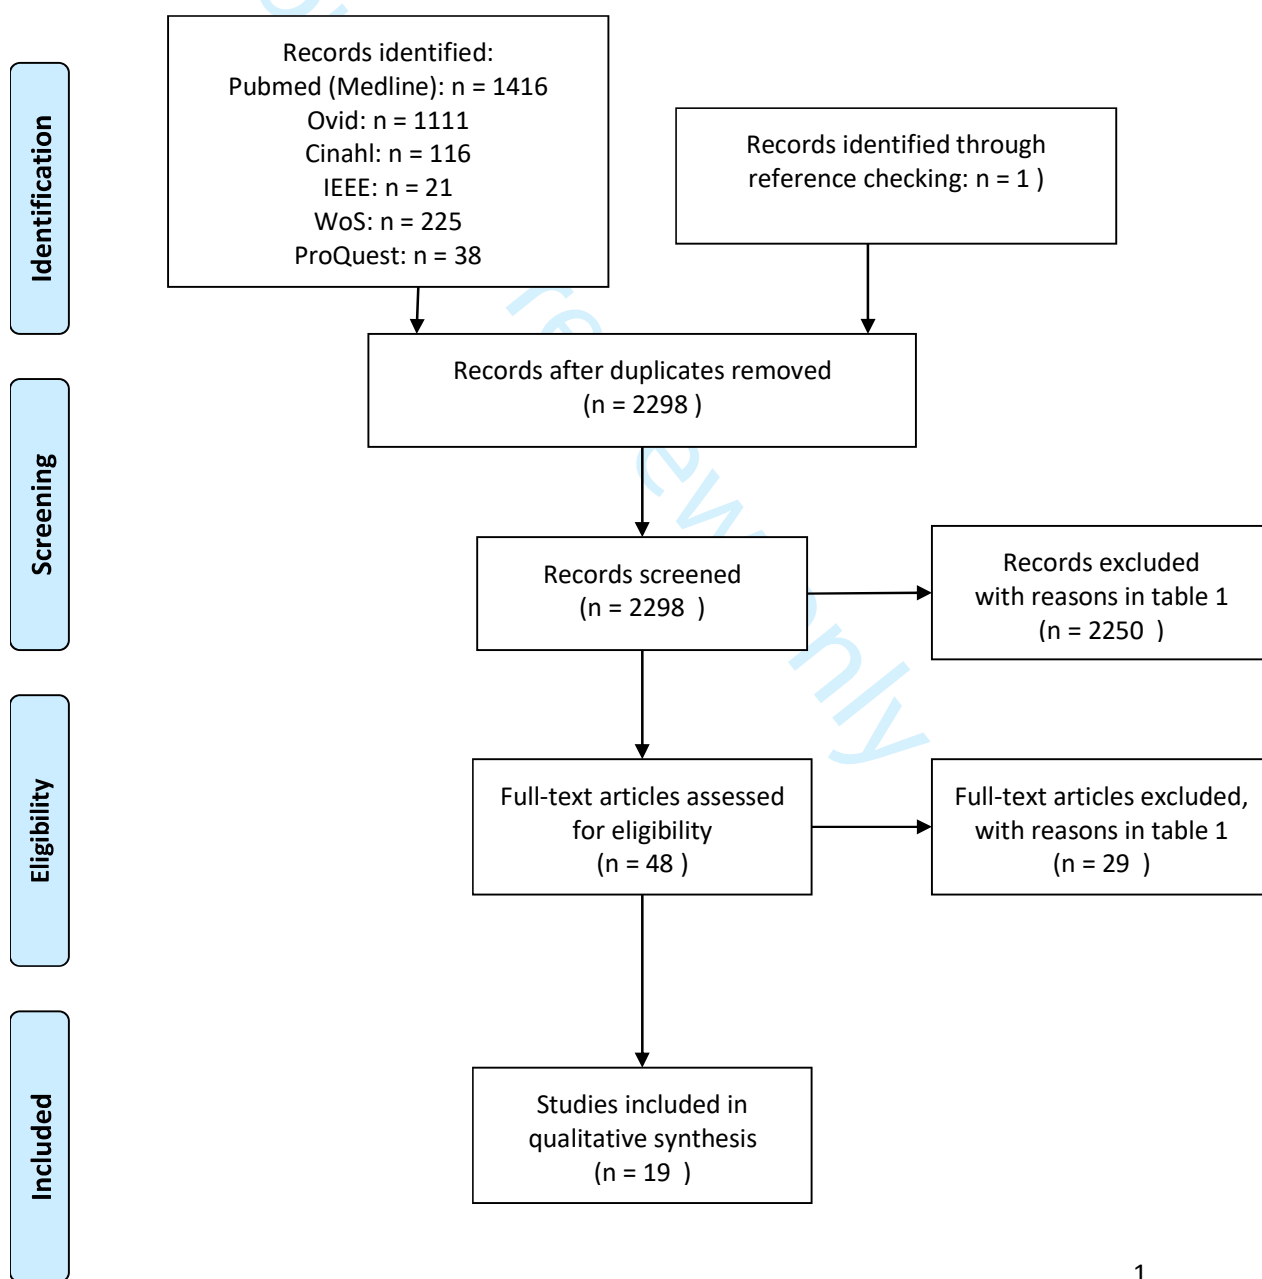 Identification
Records identified:
Pubmed (Medline): n = 1416
Ovid: n = 1111
Cinahl: n = 116
IEEE: n = 21
WoS: n = 225
ProQuest: n = 38
Records identified through
reference checking: n = 1 )
Records after duplicates removed
(n = 2298 )
Screening
Records screened
(n = 2298 )
Records excluded
with reasons in table 1
(n = 2250 )
Eligibility
Full-text articles assessed
for eligibility
(n = 48 )
Full-text articles excluded,
with reasons in table 1
(n = 29 )
Included
Studies included in
qualitative synthesis
(n = 19 )
review only
1